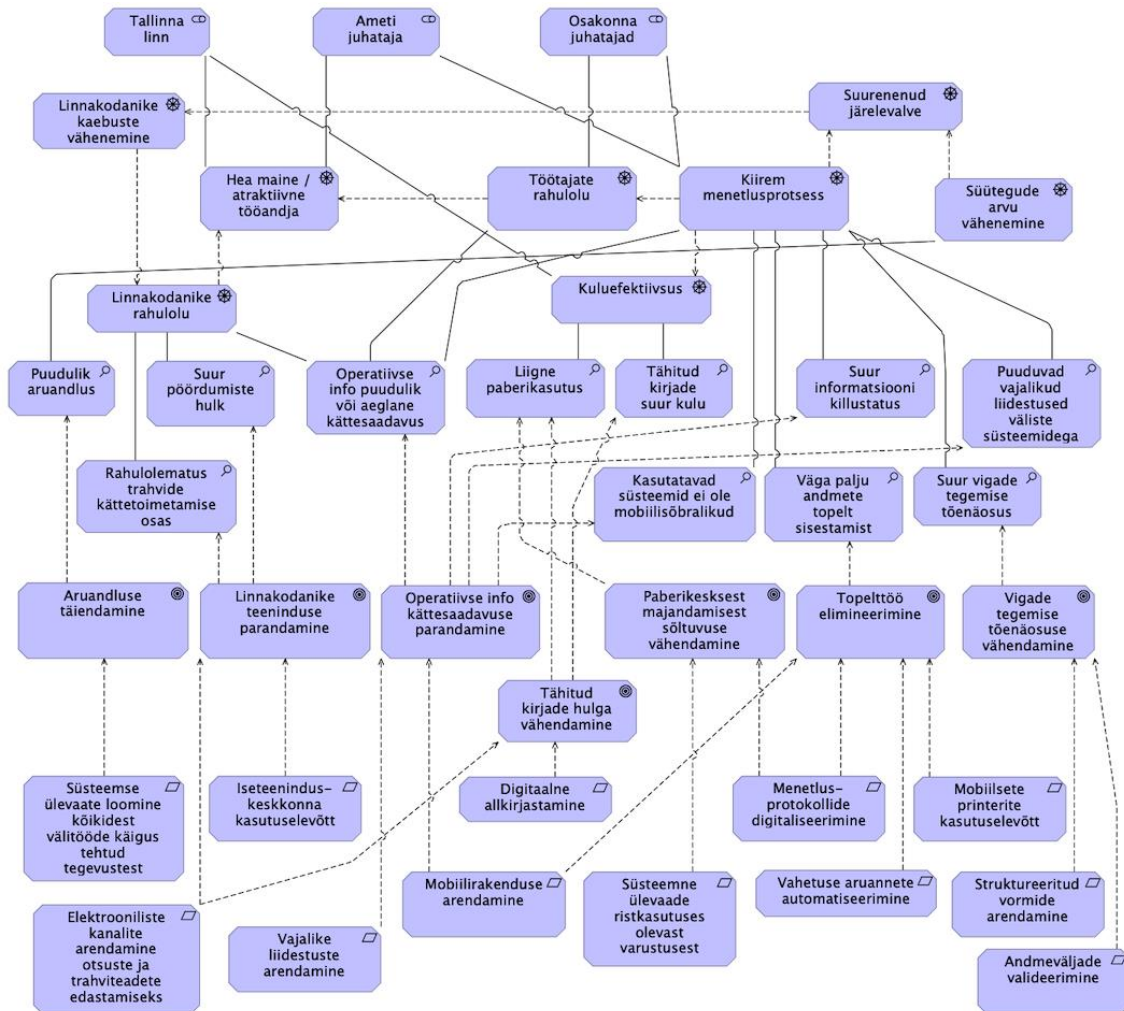 Tallinna
linn
Ameti
juhataja
Osakonna
juhatajad
Linnakodanike
kaebuste
vähenemine
Suurenenud
järelevalve
Hea maine /
atraktiivne
tööandja
Töötajate
rahulolu
Kiirem
menetlusprotsess
Süütegude
arvu
vähenemine
Linnakodanike
rahulolu
Kuluefektiivsus
Puudulik
aruandlus
Suur
pöördumiste
hulk
Operatiivse
info puudulik
või aeglane
kättesaadavus
Liigne
paberikasutus
Tähitud
kirjade
suur kulu
Suur
informatsiooni
killustatus
Puuduvad
vajalikud
liidestused
väliste
süsteemidega
Rahulolematus
trahvide
kättetoimetamise
osas
Kasutatavad
süsteemid ei ole
mobiilisõbralikud
Väga palju
andmete
topelt
sisestamist
Suur vigade
tegemise
tõenäosus
Aruandluse
täiendamine
Linnakodanike
teeninduse
parandamine
Operatiivse info
kättesaadavuse
parandamine
Paberikesksest
majandamisest
sõltuvuse
vähendamine
Topelttöö
elimineerimine
Vigade
tegemise
tõenäosuse
vähendamine
Tähitud
kirjade hulga
vähendamine
Süsteemse
ülevaate loomine
kõikidest
välitööde käigus
tehtud
tegevustest
Iseteenindus-
keskkonna
kasutuselevõtt
Digitaalne
allkirjastamine
Menetlus-
protokollide
digitaliseerimine
Mobiilsete
printerite
kasutuselevõtt
Elektrooniliste
kanalite
arendamine
otsuste ja
trahviteadete
edastamiseks
Vajalike
liidestuste
arendamine
Mobiilirakenduse
arendamine
Süsteemne
ülevaade
ristkasutuses
olevast
varustusest
Vahetuse aruannete
automatiseerimine
Struktureeritud
vormide
arendamine
Andmeväljade
valideerimine